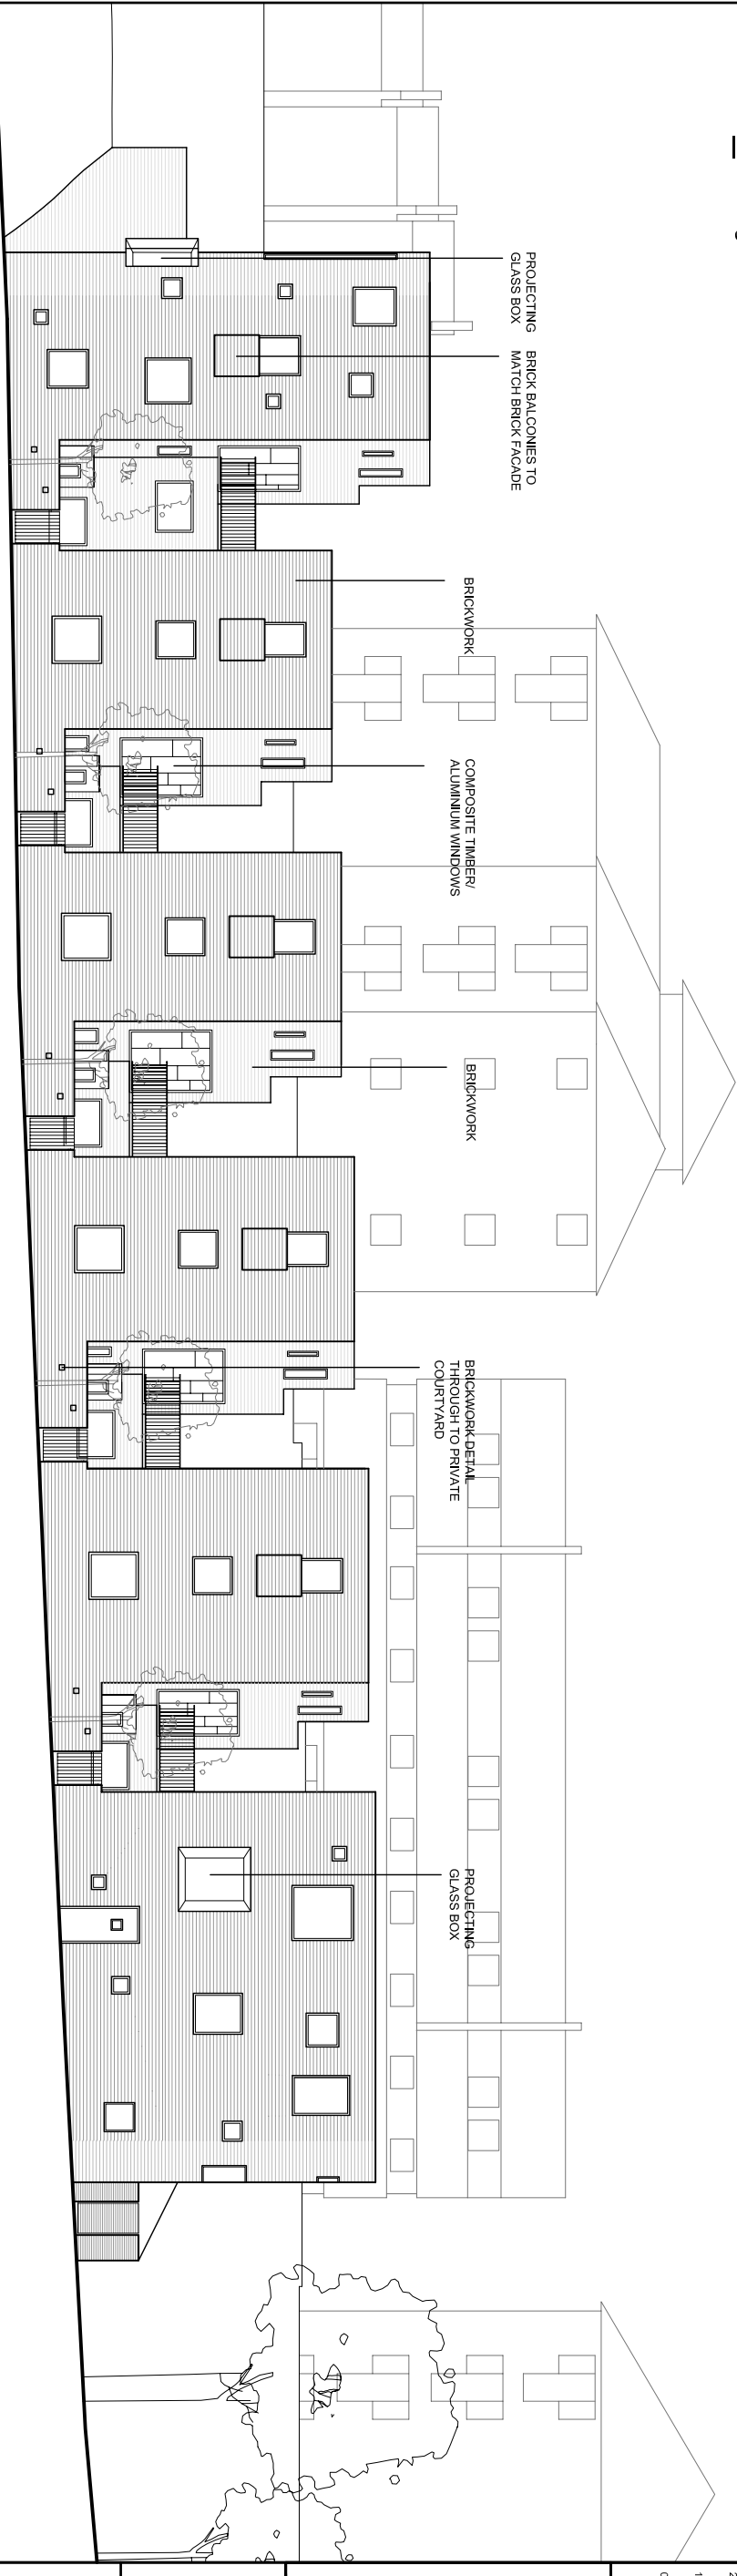 PROJECTING
GLASS BOX
BRICK BALCONIES TO
MATCH BRICK FACADE
BRICKWORK
COMPOSITE TIMBER/
ALUMINIUM WINDOWS
BRICKWORK
BRICKWORK DETAIL
THROUGH TO PRIVATE
COURTYARD
PROJECTING
GLASS BOX